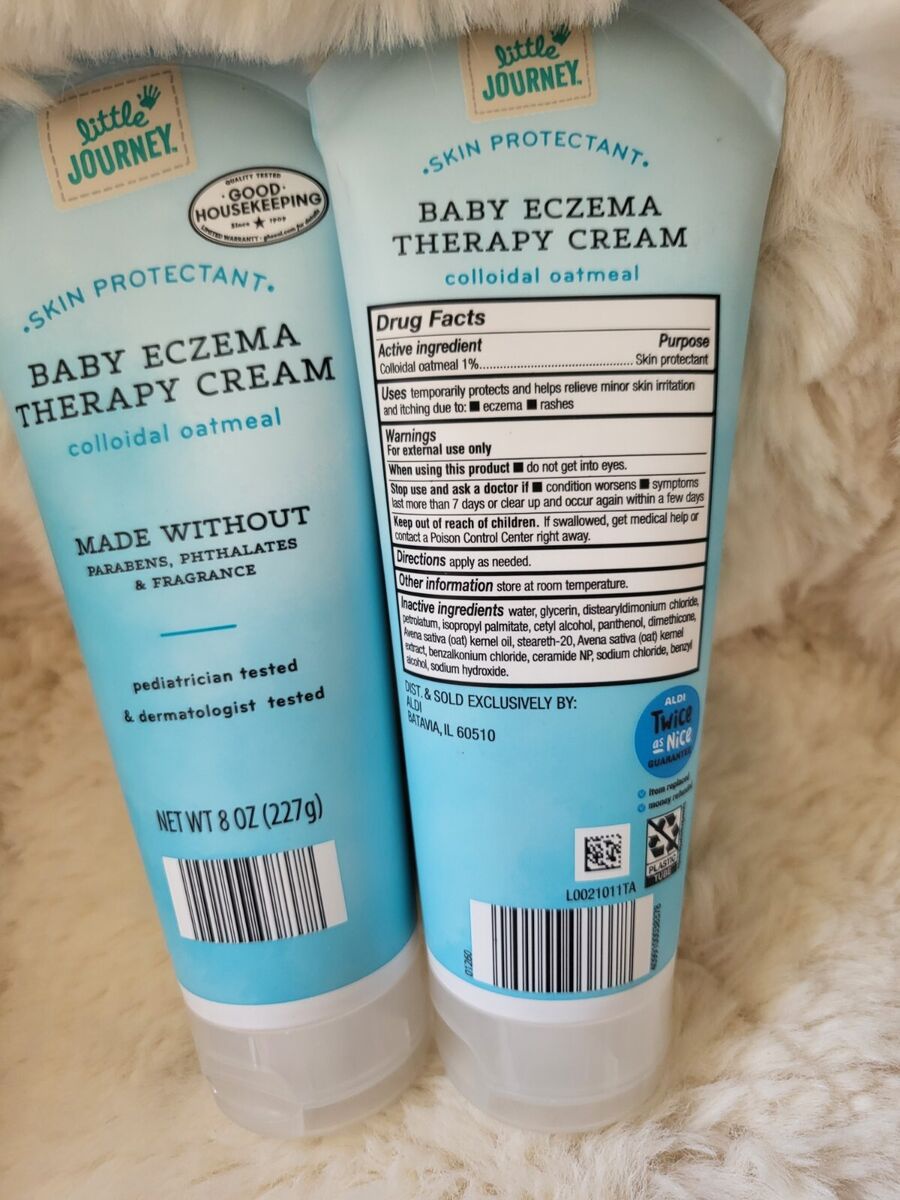 little
JOURNEY.
QUALITY TESTED
·GOOD·
HOUSEKEEPING
Since ★ 1909
LIMITED WARRANTY · ghseal.com for details
•SKIN PROTECTANT.
BABY ECZEMA
THERAPY CREAM
colloidal oatmeal
MADE WITHOUT
PARABENS, PHTHALATES
& FRAGRANCE
pediatrician tested
& dermatologist tested
NET WT 8 OZ (227g)
little
JOURNEY.
•SKIN PROTECTANT.
BABY ECZEMA
THERAPY CREAM
colloidal oatmeal
Drug Facts
Active ingredient Purpose
Colloidal oatmeal 1%............................................ Skin protectant
Uses temporarily protects and helps relieve minor skin irritation
and itching due to: ■ eczema ■ rashes
Warnings
For external use only
When using this product ■ do not get into eyes.
Stop use and ask a doctor if ■ condition worsens ■ symptoms
last more than 7 days or clear up and occur again within a few days
Keep out of reach of children. If swallowed, get medical help or
contact a Poison Control Center right away.
Directions apply as needed.
Other information store at room temperature.
Inactive ingredients water, glycerin, distearyldimonium chloride,
petrolatum, isopropyl palmitate, cetyl alcohol, panthenol, dimethicone,
Avena sativa (oat) kernel oil, steareth-20, Avena sativa (oat) kernel
extract, benzalkonium chloride, ceramide NP, sodium chloride, benzyl
alcohol, sodium hydroxide.
DIST. & SOLD EXCLUSIVELY BY:
ALDI
BATAVIA, IL 60510
ALDI
Twice
as Nice
GUARANTEE
Item replaced
money refunded
PLASTIC
TUBE
L0021011TA
01260